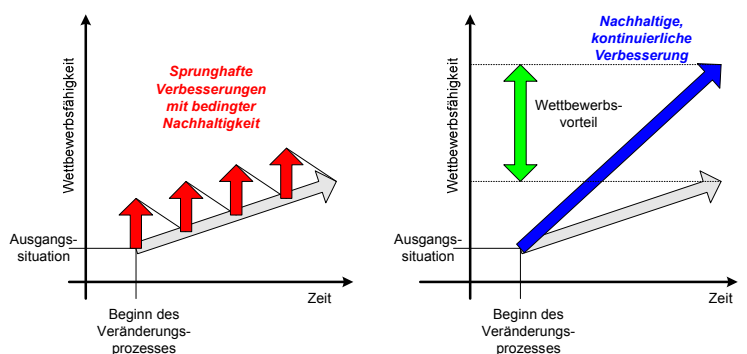 Wettbewerbsfähigkeit
Sprunghafte
Verbesserungen
mit bedingter
Nachhaltigkeit
Ausgangs-
situation
Zeit
Beginn des
Veränderungs-
prozesses
Wettbewerbsfähigkeit
Nachhaltige,
kontinuierliche
Verbesserung
Wettbewerbs-
vorteil
Ausgangs-
situation
Zeit
Beginn des
Veränderungs-
prozesses